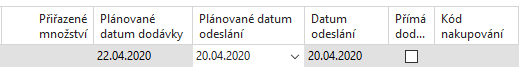 Přiřazené množství
Plánované datum dodávky
Plánované datum odeslání
Datum odeslání
Přímá dod...
Kód nakupování
22.04.2020
20.04.2020
20.04.2020